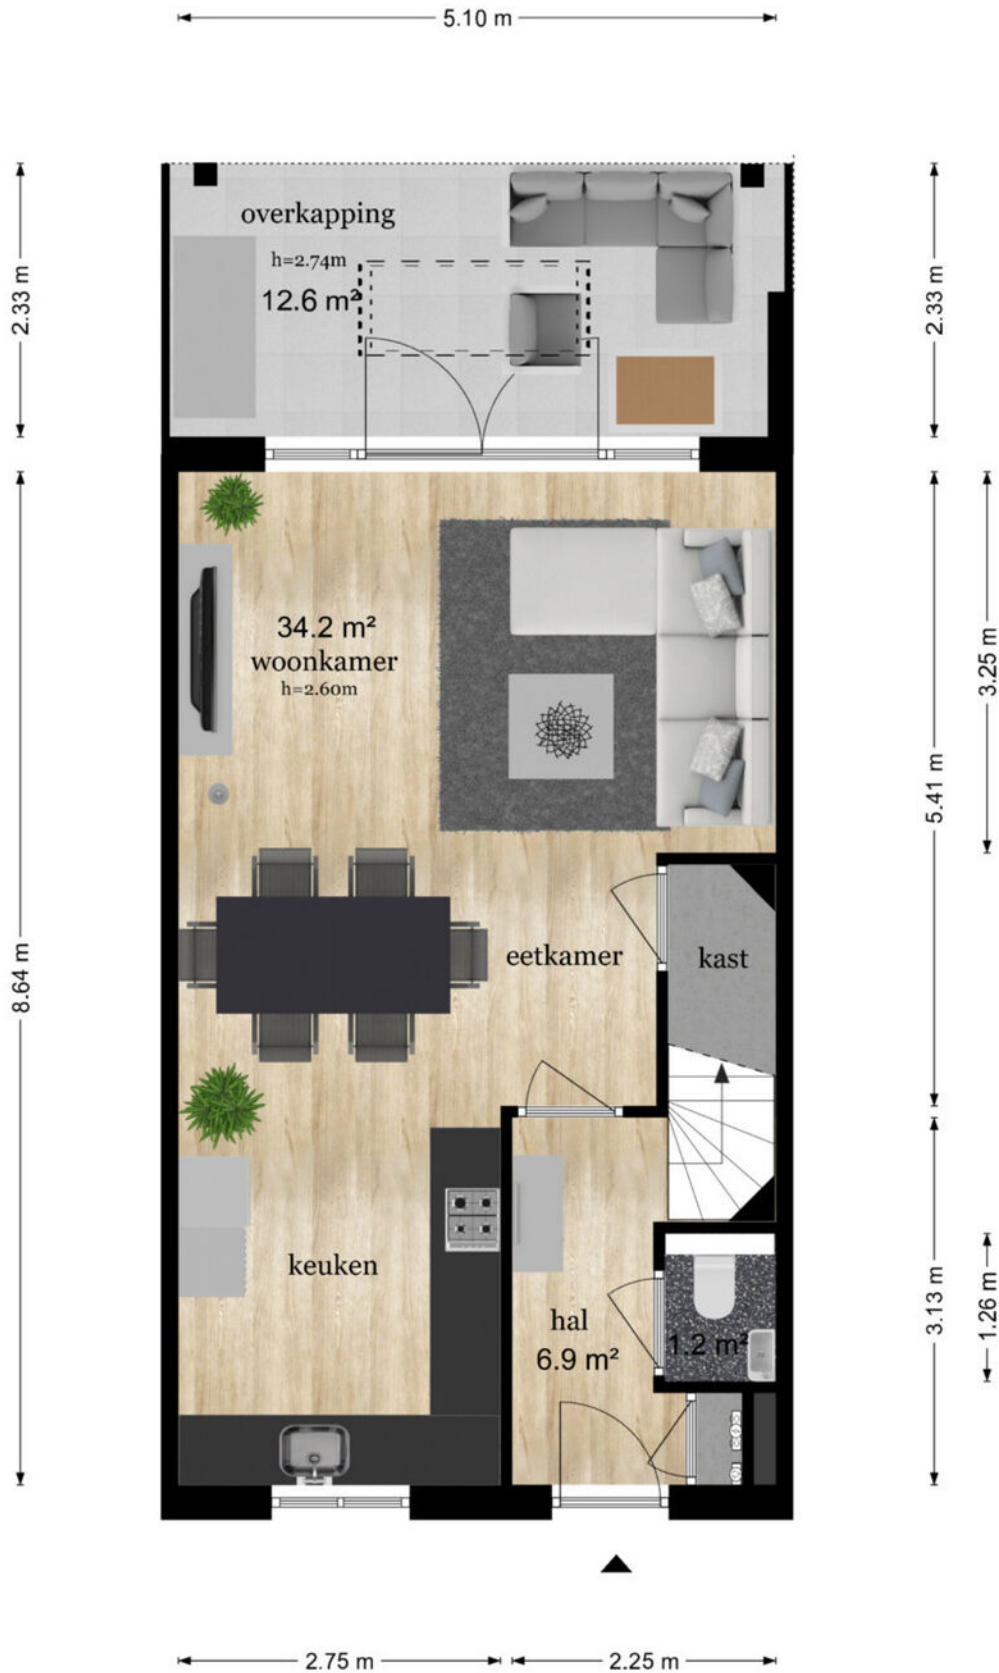 5.10 m
overkapping
h=2.74m
12.6 m²
2.33 m
2.33 m
34.2 m²
woonkamer
h=2.60m
3.25 m
5.41 m
8.64 m
eetkamer
kast
keuken
hal
6.9 m²
1.2 m²
3.13 m
1.26 m
2.75 m
2.25 m